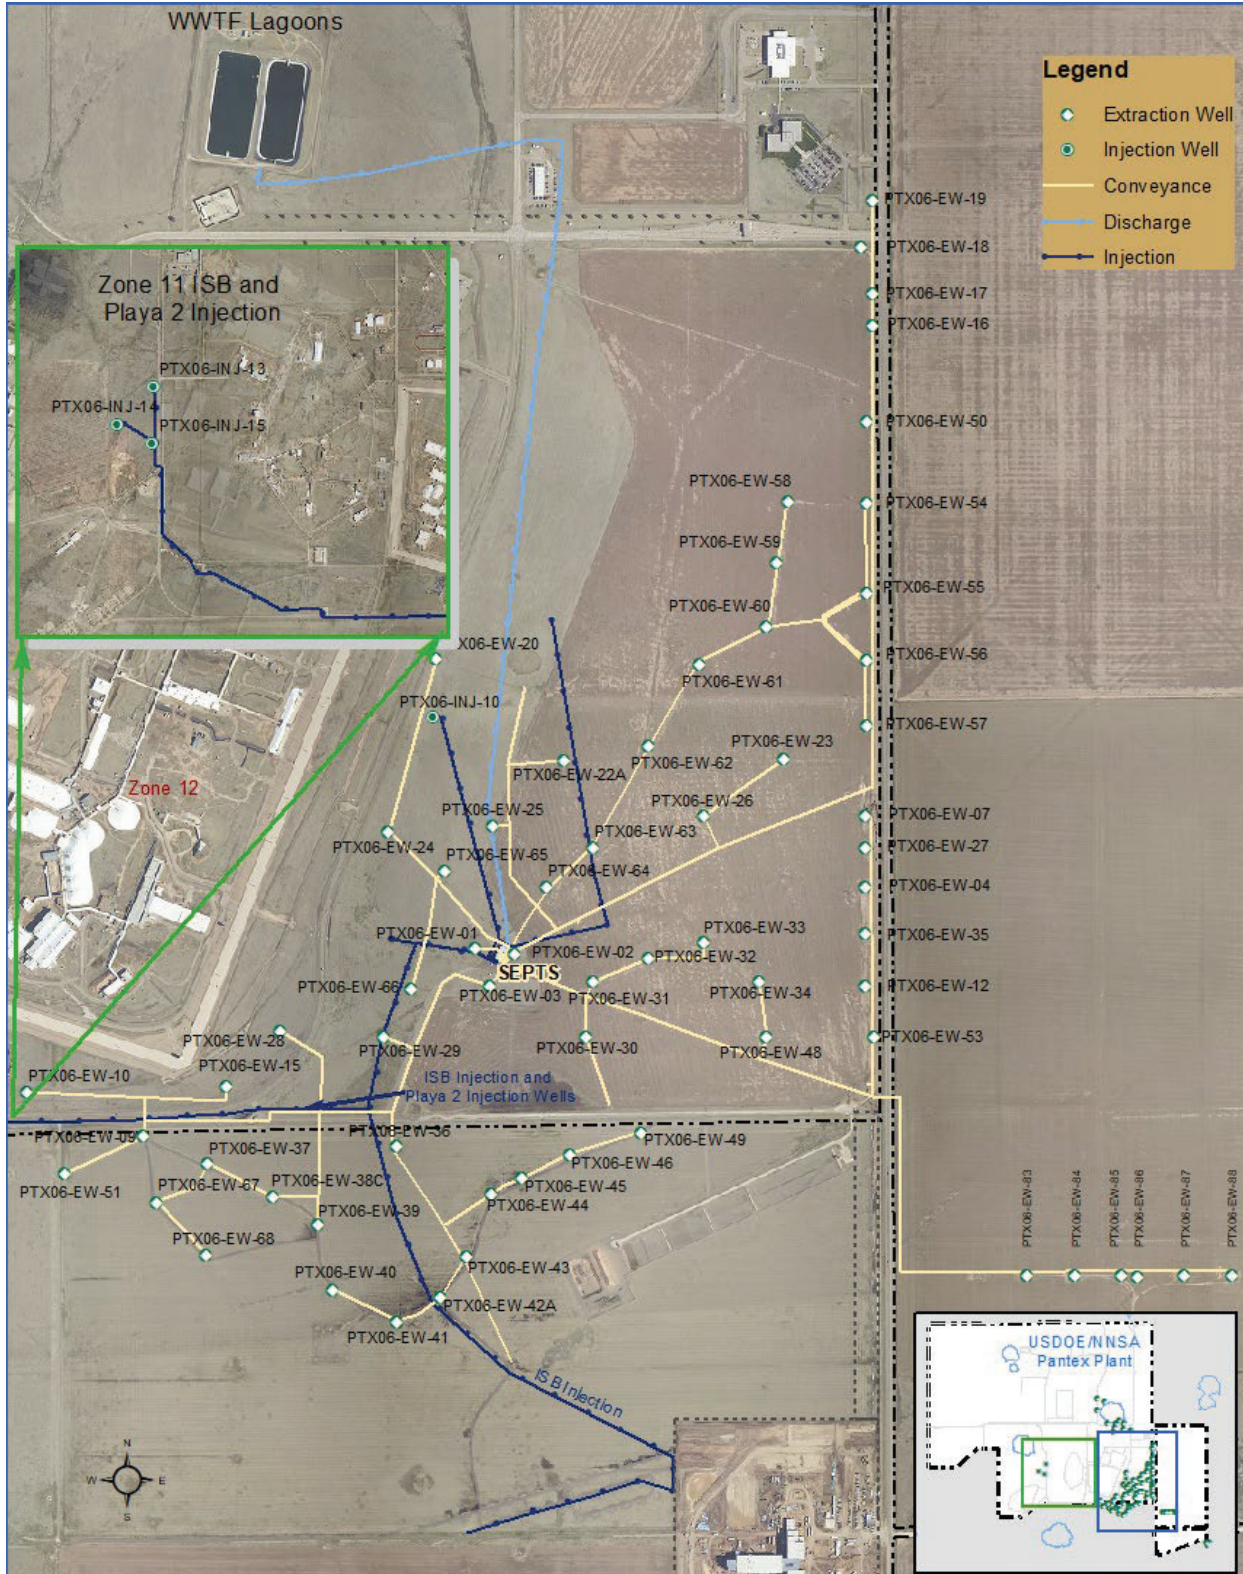 WWTF Lagoons
Legend
Extraction Well
Injection Well
Conveyance
Discharge
Injection
PTX06-EW-19
PTX06-EW-18
PTX06-EW-17
PTX06-EW-16
Zone 11 ISB and
Playa 2 Injection
PTX06-INJ-13
PTX06-INJ-14
PTX06-INJ-15
PTX06-EW-50
PTX06-EW-58
PTX06-EW-54
PTX06-EW-59
PTX06-EW-55
PTX06-EW-60
X06-EW-20
PTX06-EW-56
PTX06-EW-61
PTX06-INJ-10
PTX06-EW-57
PTX06-EW-23
PTX06-EW-62
PTX06-EW-22A
Zone 12
PTX06-EW-26
PTX06-EW-25
PTX06-EW-07
PTX06-EW-63
PTX06-EW-24
PTX06-EW-27
PTX06-EW-65
PTX06-EW-64
PTX06-EW-04
PTX06-EW-33
PTX06-EW-35
PTX06-EW-01
PTX06-EW-02
PTX06-EW-32
SEPTS
PTX06-EW-66
PTX06-EW-03
PTX06-EW-31
PTX06-EW-34
PTX06-EW-12
PTX06-EW-28
PTX06-EW-29
PTX06-EW-30
PTX06-EW-48
PTX06-EW-53
PTX06-EW-15
PTX06-EW-10
ISB Injection and
Playa 2 Injection Wells
PTX06-EW-09
PTX06-EW-36
PTX06-EW-49
PTX06-EW-37
PTX06-EW-46
PTX06-EW-51
PTX06-EW-67
PTX06-EW-38C
PTX06-EW-45
PTX06-EW-44
PTX06-EW-39
PTX06-EW-68
PTX06-EW-43
PTX06-EW-40
PTX06-EW-42A
PTX06-EW-41
PTX06-EW-83
PTX06-EW-84
PTX06-EW-85
PTX06-EW-86
PTX06-EW-87
PTX06-EW-88
ISB Injection
USDOE/NNSA
Pantex Plant
N
W
E
S